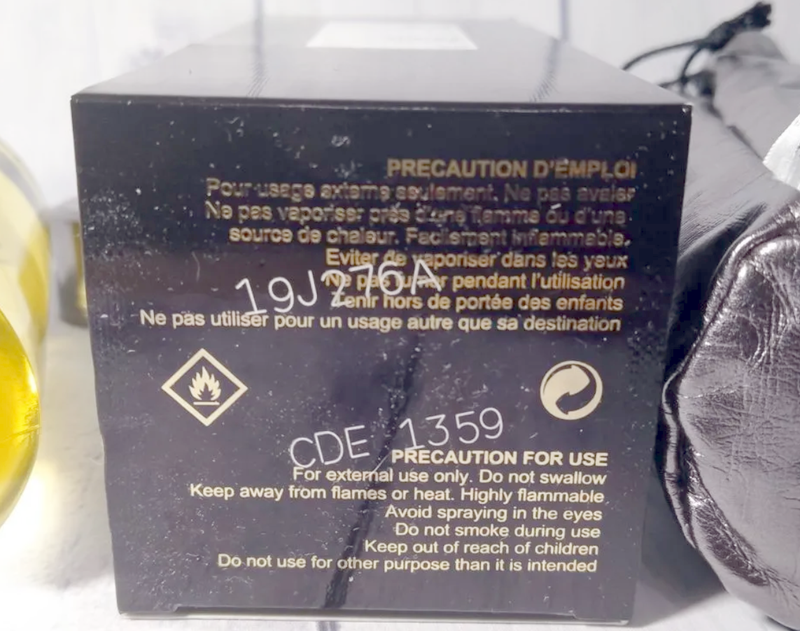 PRECAUTION D'EMPLOI
Pour usage externe seulement. Ne pas avaler
Ne pas vaporiser près d'une flamme ou d'une
source de chaleur. Facilement inflammable.
Eviter de vaporiser dans les yeux
Ne pas fumer pendant l'utilisation
Tenir hors de portée des enfants
Ne pas utiliser pour un usage autre que sa destination
19J276A
CDE 1359
PRECAUTION FOR USE
For external use only. Do not swallow
Keep away from flames or heat. Highly flammable
Avoid spraying in the eyes
Do not smoke during use
Keep out of reach of children
Do not use for other purpose than it is intended